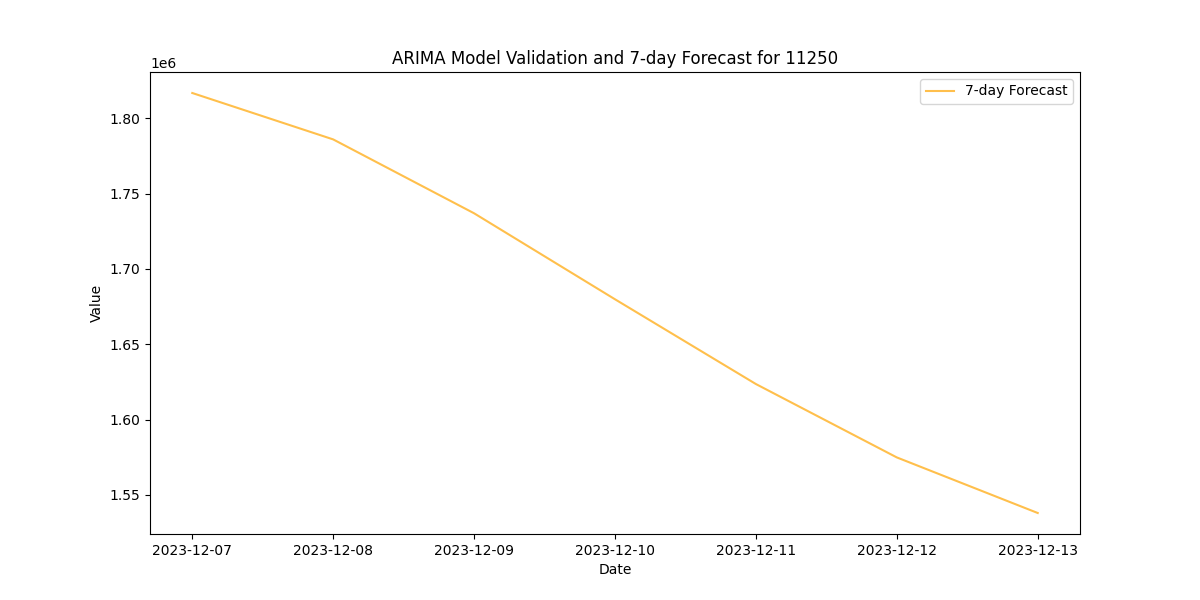 ARIMA Model Validation and 7-day Forecast for 11250
1e6
7-day Forecast
1.80
1.75
1.70
1.65
1.60
1.55
Value
2023-12-07 2023-12-08 2023-12-09 2023-12-10 2023-12-11 2023-12-12 2023-12-13
Date